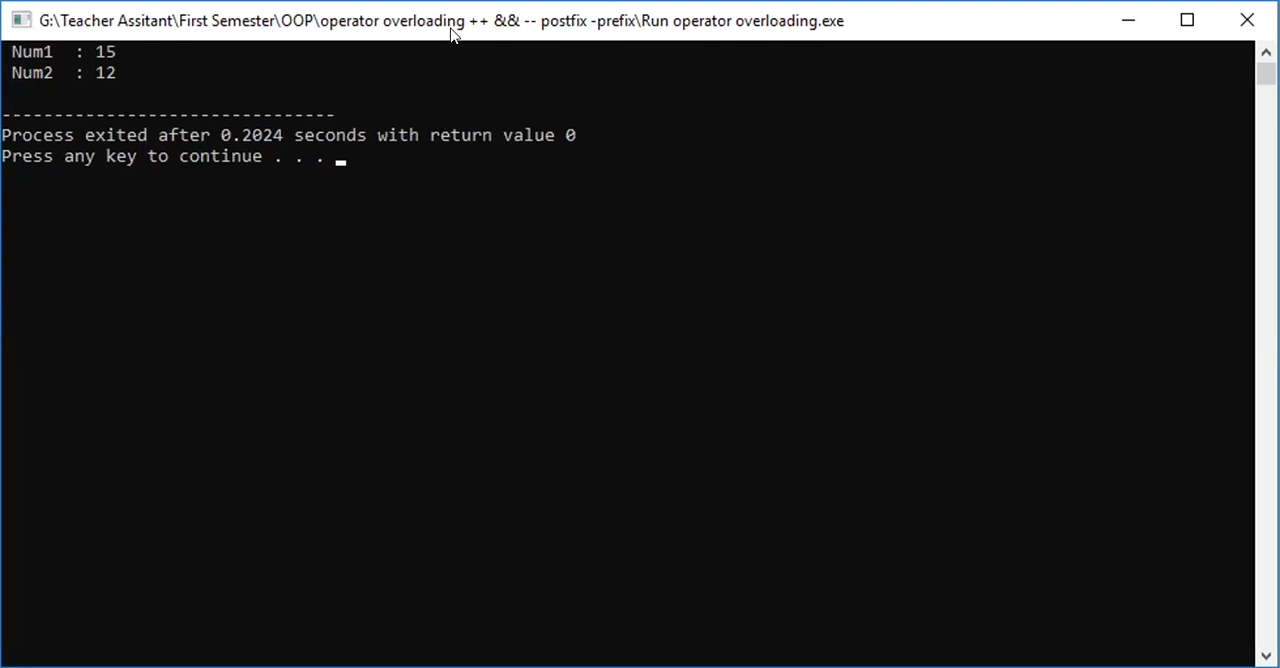 G:\Teacher Assitant\First Semester\OOP\operator overloading ++ && -- postfix -prefix\Run operator overloading.exe
Num1  : 15
Num2  : 12
--------------------------------
Process exited after 0.2024 seconds with return value 0
Press any key to continue . . .